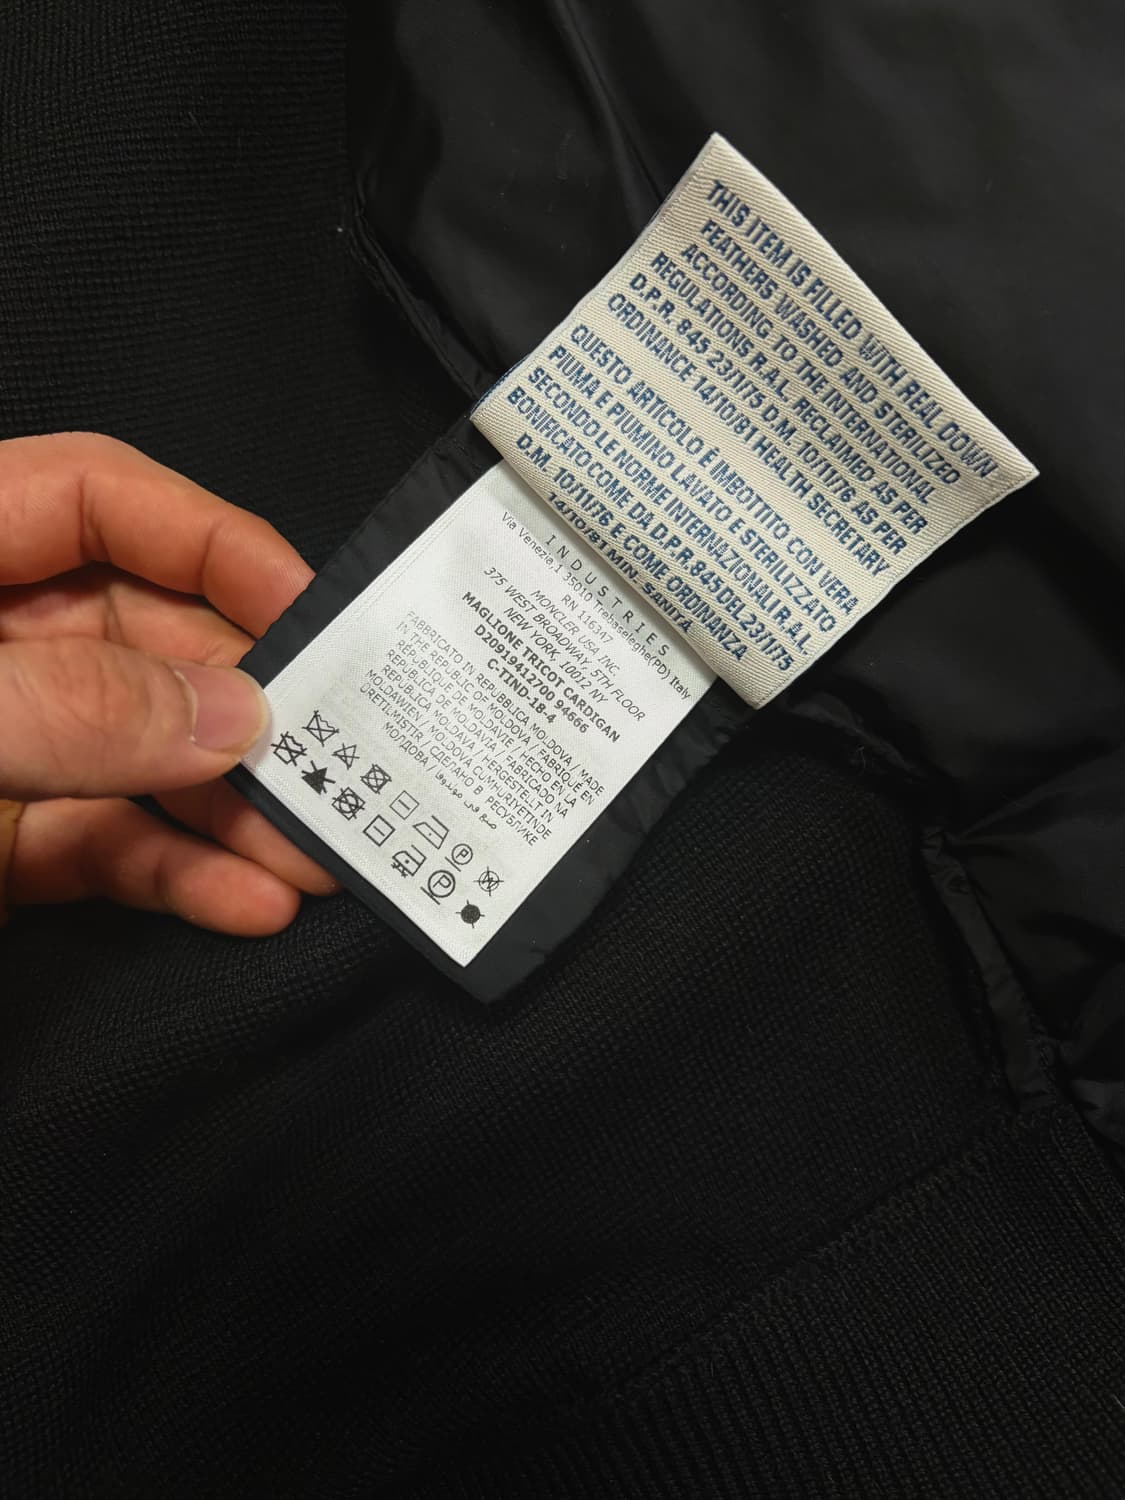 THIS ITEM IS FILLED WITH REAL DOWN
FEATHERS WASHED AND STERILIZED
ACCORDING TO THE INTERNATIONAL
REGULATIONS R.A.L. RECLAIMED AS PER
D.P.R. 845 23/11/75 D.M. 10/11/76 AS PER
ORDINANCE 14/10/81 HEALTH SECRETARY
QUESTO ARTICOLO È IMBOTTITO CON VERA
PIUMA E PIUMINO LAVATO E STERILIZZATO
SECONDO LE NORME INTERNAZIONALI R.A.L.
BONIFICATO COME DA D.P.R. 845 DEL 23/11/75
D.M. 10/11/76 E COME ORDINANZA
14/10/81 MIN. SANITA
INDUSTRIES
Via Venezia,1 35010 Trebaseleghe(PD) Italy
RN 116347
MONCLER USA INC
375 WEST BROADWAY, 5TH FLOOR
NEW YORK, 10012 NY
MAGLIONE TRICOT CARDIGAN
D20919412700 94666
C-TIND-18-4
FABBRICATO IN REPUBBLICA MOLDOVA / MADE
IN THE REPUBLIC OF MOLDOVA / FABRIQUÉ EN
RÉPUBLIQUE DE MOLDAVIE / HECHO EN LA
REPÚBLICA DE MOLDAVIA / FABRICADO NA
REPÚBLICA MOLDAVA / HERGESTELLT IN
MOLDAWIEN / MOLDOVA CUMHURIYETINDE
ÜRETILMIŞTIR / СДЕЛАНО В РЕСПУБЛИКЕ
МОЛДОВА / صنع في مولدوفا
P
W
P